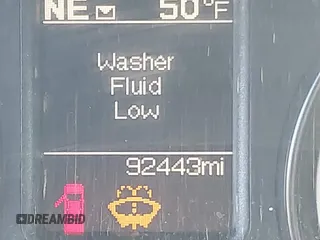 NE 50°F
Washer
Fluid
Low
92443mi
DREAMBID